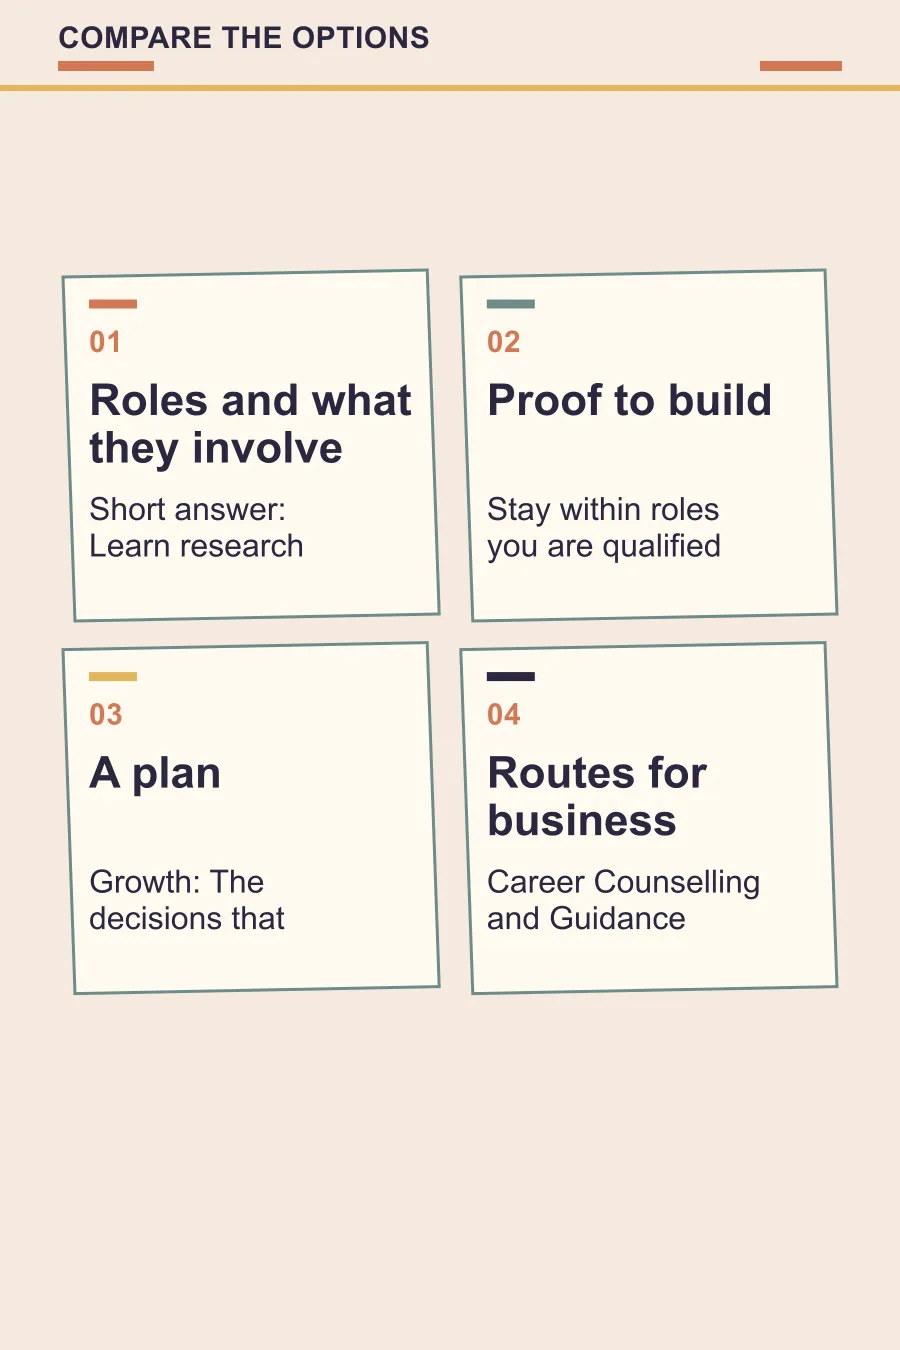 COMPARE THE OPTIONS
01
Roles and what
they involve
Short answer:
Learn research
02
Proof to build
Stay within roles
you are qualified
03
A plan
Growth: The
decisions that
04
Routes for
business
Career Counselling
and Guidance